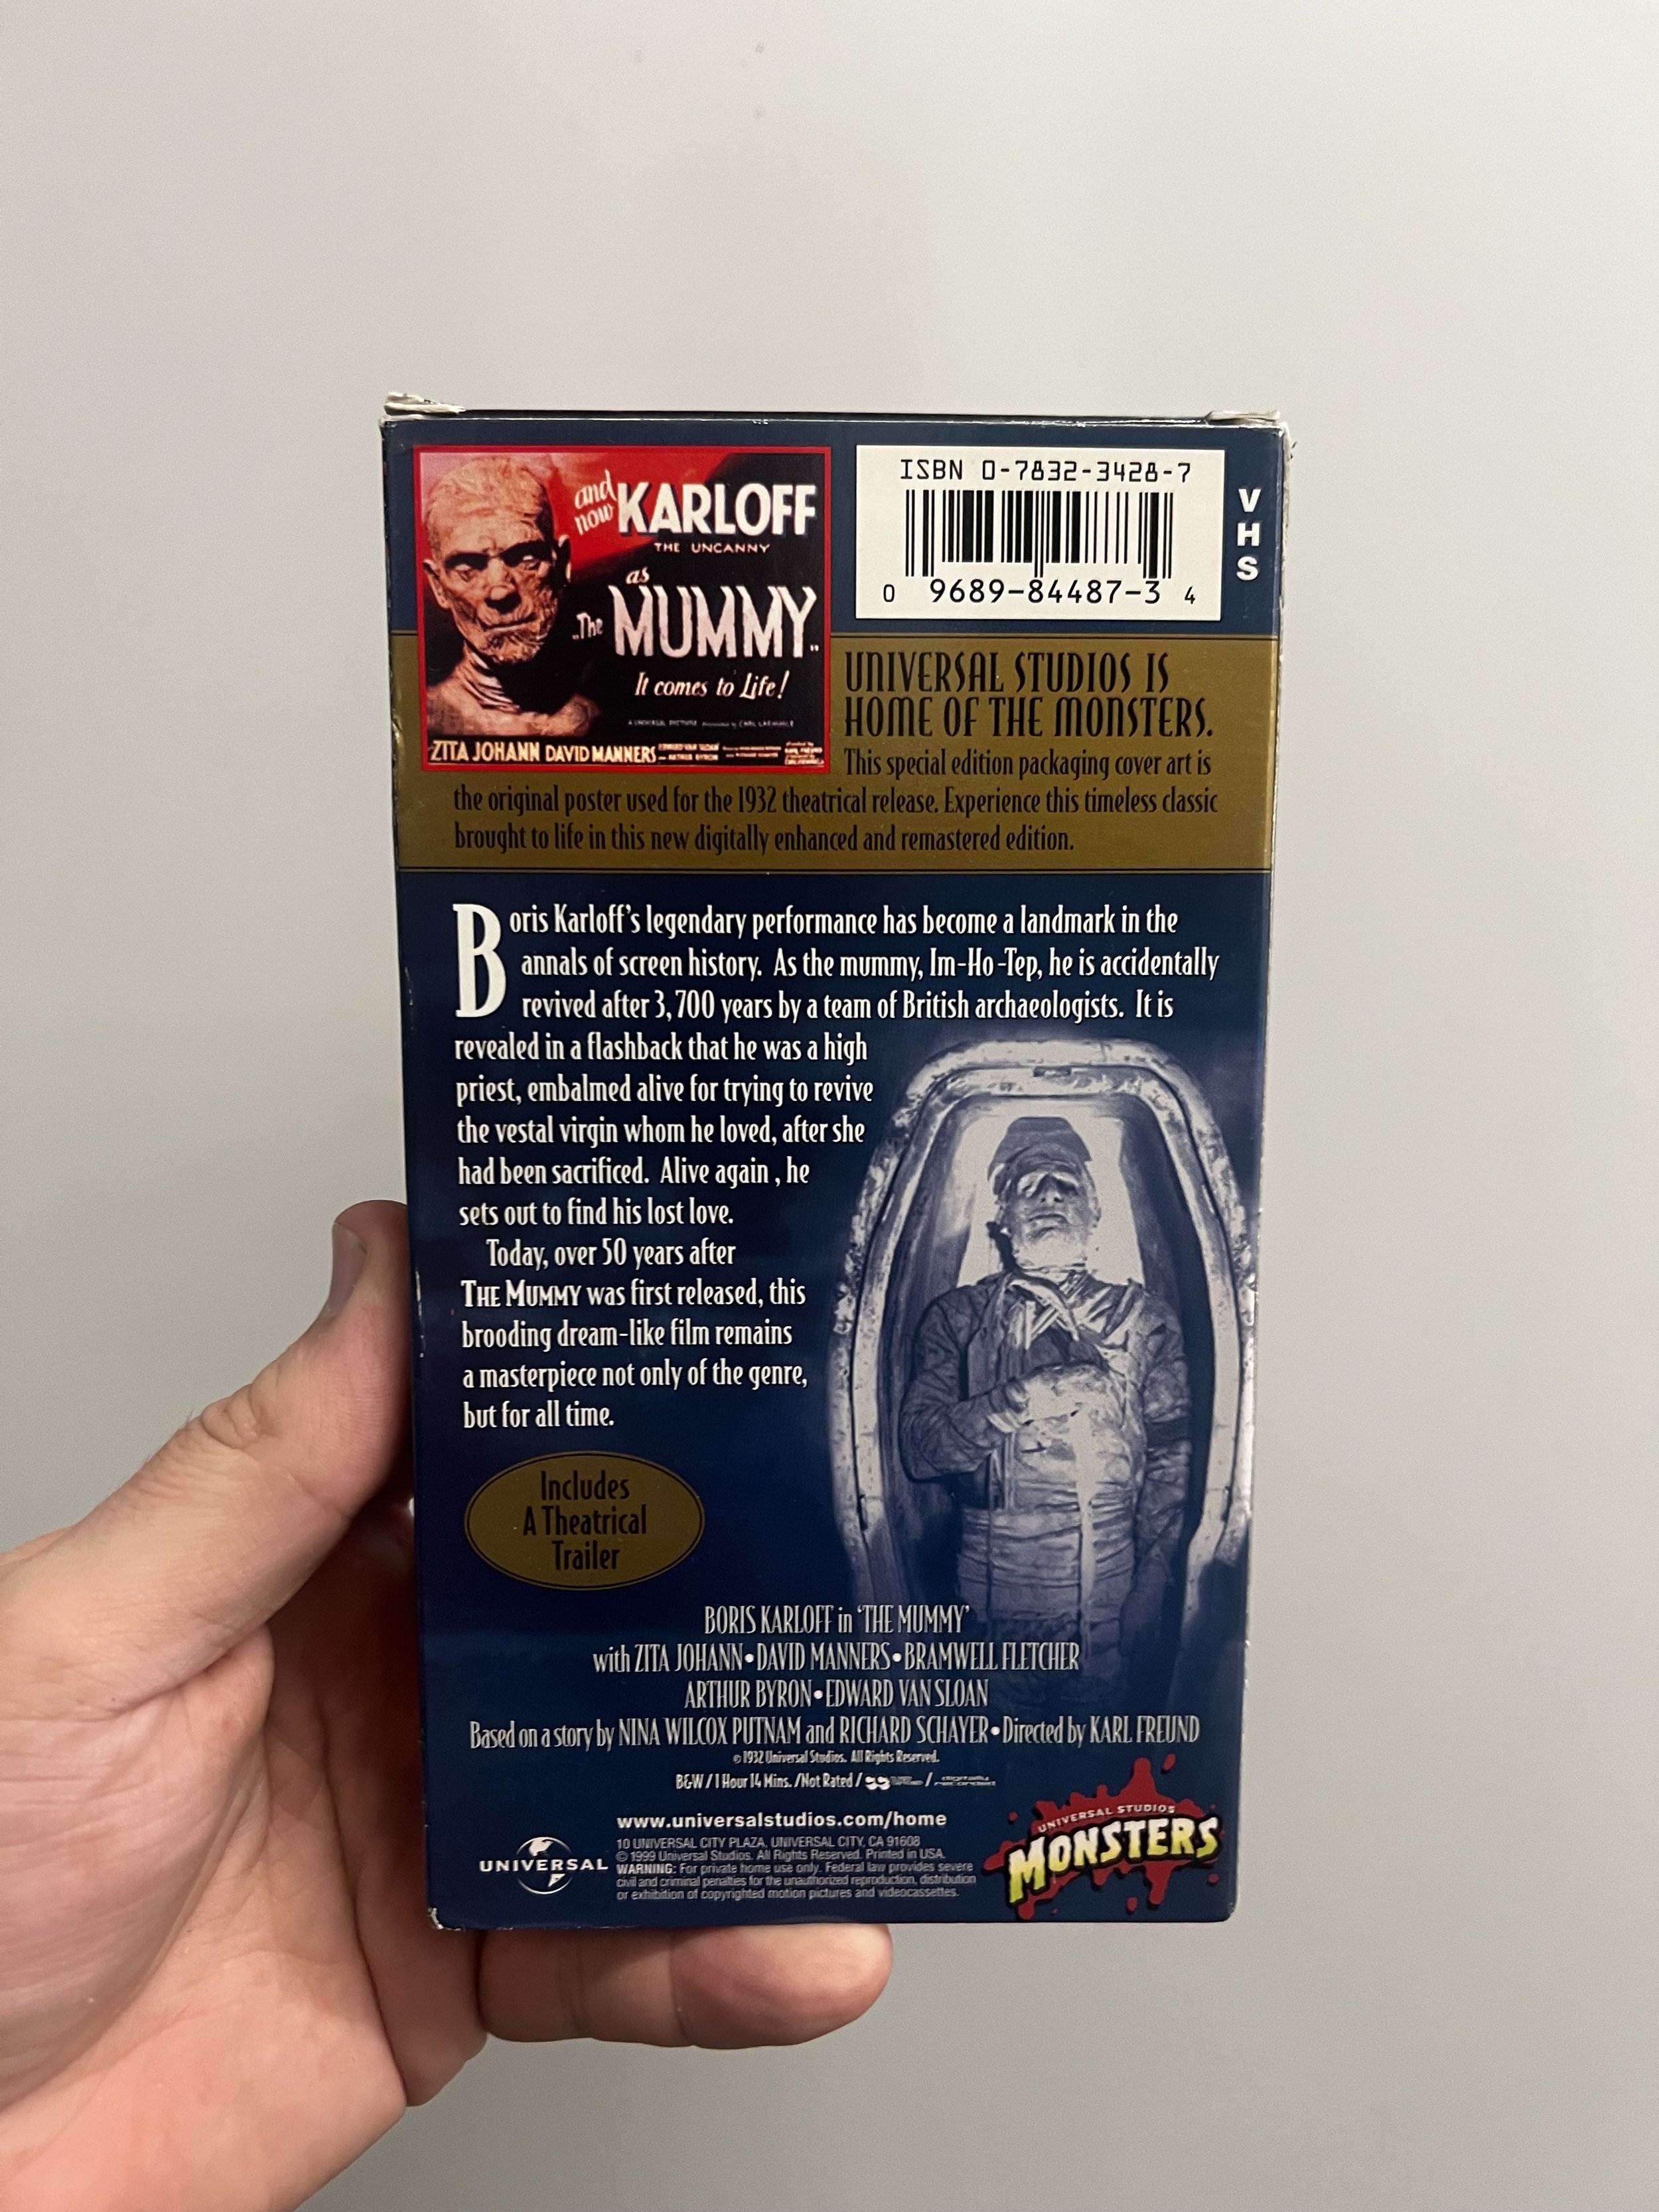 and
now KARLOFF
THE UNCANNY
as
"The MUMMY"
It comes to Life!
A UNIVERSAL PICTURE
ZITA JOHANN DAVID MANNERS EDWARD VAN SLOAN
ARTHUR BYRON
ISBN 0-7832-3428-7
0 9689-84487-3 4
VHS
UNIVERSAL STUDIOS IS
HOME OF THE MONSTERS.
This special edition packaging cover art is
the original poster used for the 1932 theatrical release. Experience this timeless classic
brought to life in this new digitally enhanced and remastered edition.
Boris Karloff's legendary performance has become a landmark in the
annals of screen history. As the mummy, Im-Ho-Tep, he is accidentally
revived after 3,700 years by a team of British archaeologists. It is
revealed in a flashback that he was a high
priest, embalmed alive for trying to revive
the vestal virgin whom he loved, after she
had been sacrificed. Alive again , he
sets out to find his lost love.
Today, over 50 years after
THE MUMMY was first released, this
brooding dream-like film remains
a masterpiece not only of the genre,
but for all time.
Includes
A Theatrical
Trailer
BORIS KARLOFF in 'THE MUMMY'
with ZITA JOHANN•DAVID MANNERS•BRAMWELL FLETCHER
ARTHUR BYRON•EDWARD VAN SLOAN
Based on a story by NINA WILCOX PUTNAM and RICHARD SCHAYER•Directed by KARL FREUND
©1932 Universal Studios. All Rights Reserved.
B&W / 1 Hour 14 Mins. /Not Rated /
www.universalstudios.com/home
10 UNIVERSAL CITY PLAZA, UNIVERSAL CITY, CA 91608
© 1999 Universal Studios. All Rights Reserved. Printed in USA.
WARNING: For private home use only. Federal law provides severe
civil and criminal penalties for the unauthorized reproduction, distribution
or exhibition of copyrighted motion pictures and videocassettes.
UNIVERSAL
UNIVERSAL STUDIOS
MONSTERS